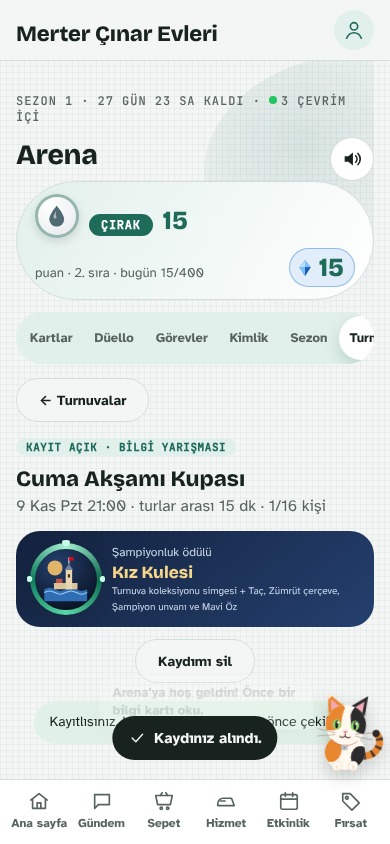 Merter Çınar Evleri
SEZON 1 · 27 GÜN 23 SA KALDI · 3 ÇEVRİM
İÇİ
Arena
ÇIRAK 15
puan · 2. sıra · bugün 15/400
15
Kartlar Düello Görevler Kimlik Sezon Turn
← Turnuvalar
KAYIT AÇIK · BİLGİ YARIŞMASI
Cuma Akşamı Kupası
9 Kas Pzt 21:00 · turlar arası 15 dk · 1/16 kişi
Şampiyonluk ödülü
Kız Kulesi
Turnuva koleksiyonu simgesi + Taç, Zümrüt çerçeve,
Şampiyon unvanı ve Mavi Öz
Kaydımı sil
Arena'ya hoş geldin! Önce bir
bilgi kartı oku.
Kayıtlısınız. önce çeki
Kaydınız alındı.
Ana sayfa Gündem Sepet Hizmet Etkinlik Fırsat